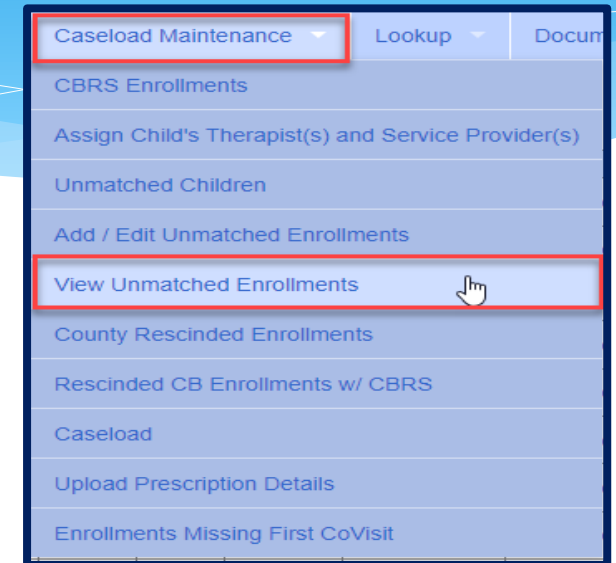 Caseload Maintenance Lookup Docum
CBRS Enrollments
Assign Child's Therapist(s) and Service Provider(s)
Unmatched Children
Add / Edit Unmatched Enrollments
View Unmatched Enrollments
County Rescinded Enrollments
Rescinded CB Enrollments w/ CBRS
Caseload
Upload Prescription Details
Enrollments Missing First CoVisit